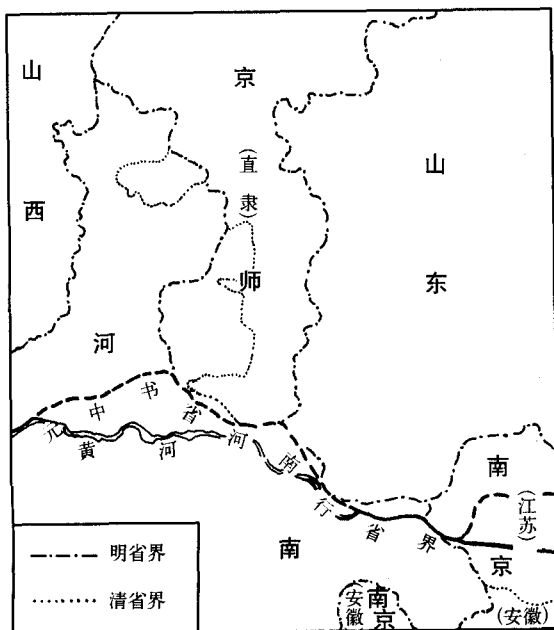 山西
京师
(直隶)
山东
河南
元中书省河南行省界
黄河
南京
(江苏)
(安徽)
南京
安徽
明省界
清省界